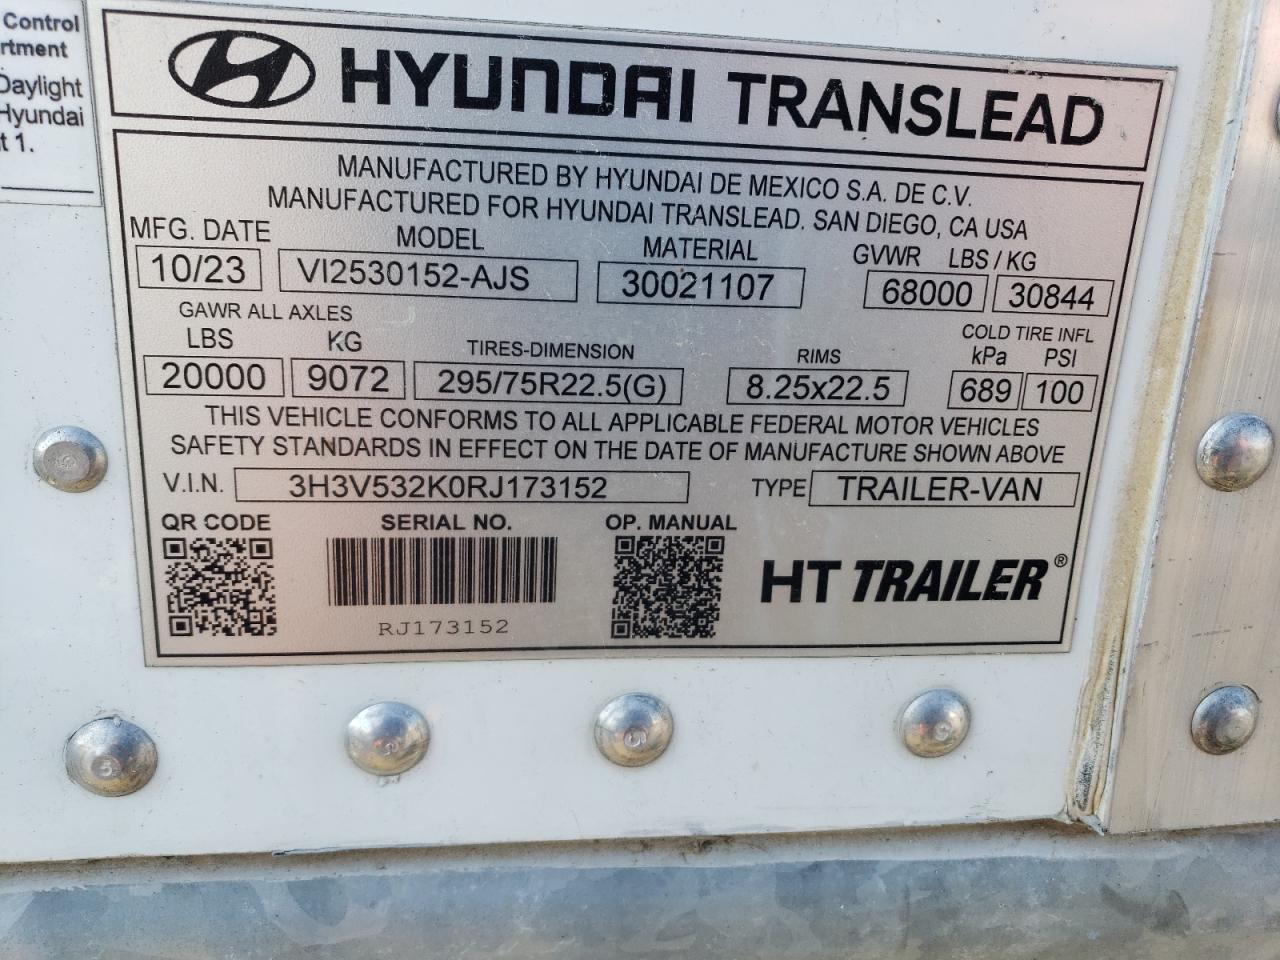 Control
rtment
Daylight
Hyundai
t 1.
HYUNDAI TRANSLEAD
MANUFACTURED BY HYUNDAI DE MEXICO S.A. DE C.V.
MANUFACTURED FOR HYUNDAI TRANSLEAD. SAN DIEGO, CA USA
MFG. DATE MODEL MATERIAL GVWR LBS / KG
10/23 VI2530152-AJS 30021107 68000 30844
GAWR ALL AXLES COLD TIRE INFL
LBS KG TIRES-DIMENSION RIMS kPa PSI
20000 9072 295/75R22.5(G) 8.25x22.5 689 100
THIS VEHICLE CONFORMS TO ALL APPLICABLE FEDERAL MOTOR VEHICLES
SAFETY STANDARDS IN EFFECT ON THE DATE OF MANUFACTURE SHOWN ABOVE
V.I.N. 3H3V532K0RJ173152 TYPE TRAILER-VAN
QR CODE SERIAL NO. OP. MANUAL
HT TRAILER®
RJ173152